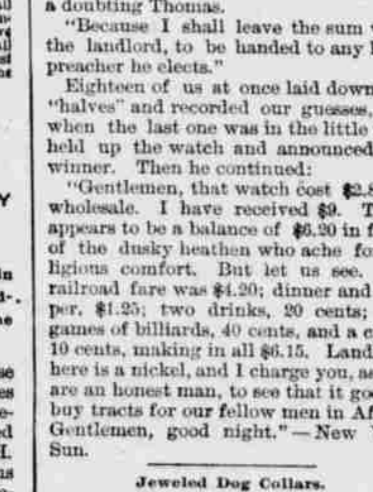 a doubting Thomas.
"Because I shall leave the sum
the landlord, to be handed to any
preacher he elects."
Eighteen of us at once laid down
"halves" and recorded our guesses,
when the last one was in the little
held up the watch and announced
winner. Then he continued:
"Gentlemen, that watch cost $2.8
wholesale. I have received $9. T
appears to be a balance of $6.20 in f
of the dusky heathen who ache fo
ligious comfort. But let us see.
railroad fare was $4.20; dinner and
per, $1.25; two drinks, 20 cents;
games of billiards, 40 cents, and a c
10 cents, making in all $6.15. Land
here is a nickel, and I charge you, as
are an honest man, to see that it goe
buy tracts for our fellow men in Af
Gentlemen, good night."—New
Sun.
Jeweled Dog Collars.